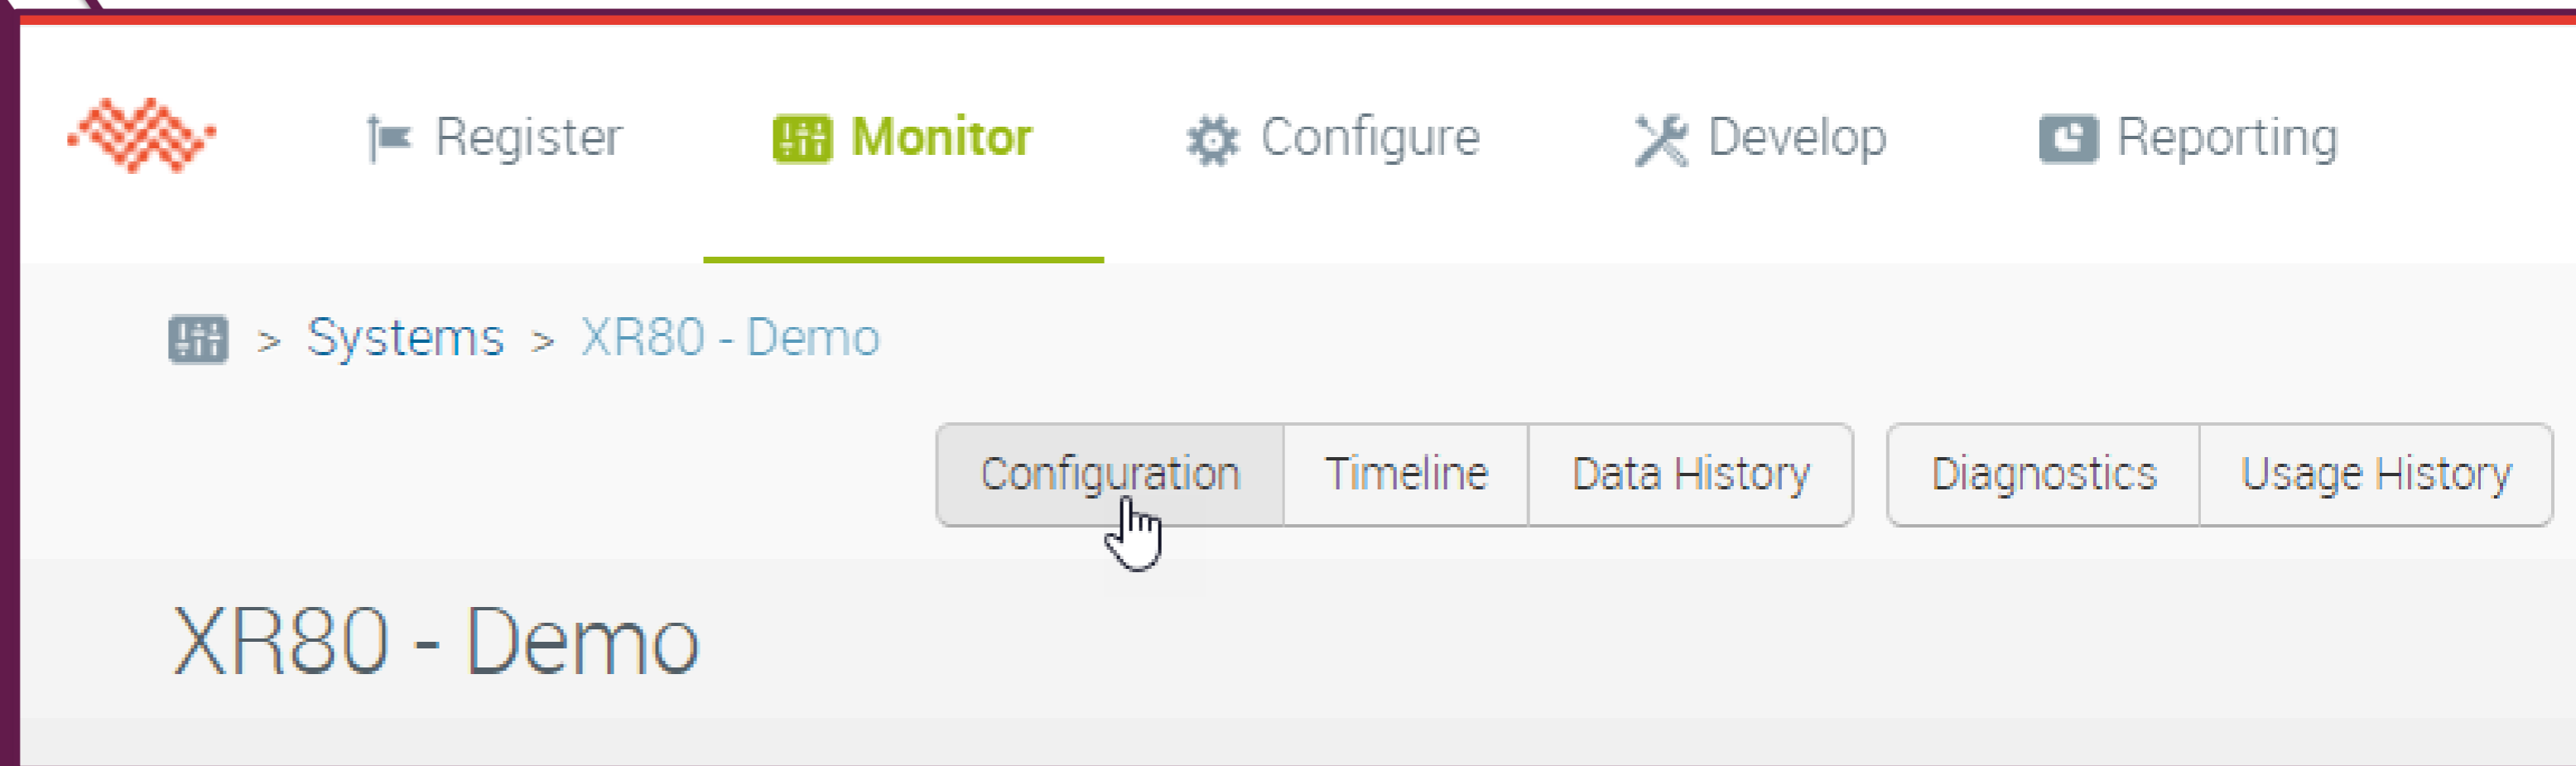 Register Monitor Configure Develop Reporting
> Systems > XR80 - Demo
Configuration Timeline Data History Diagnostics Usage History
XR80 - Demo